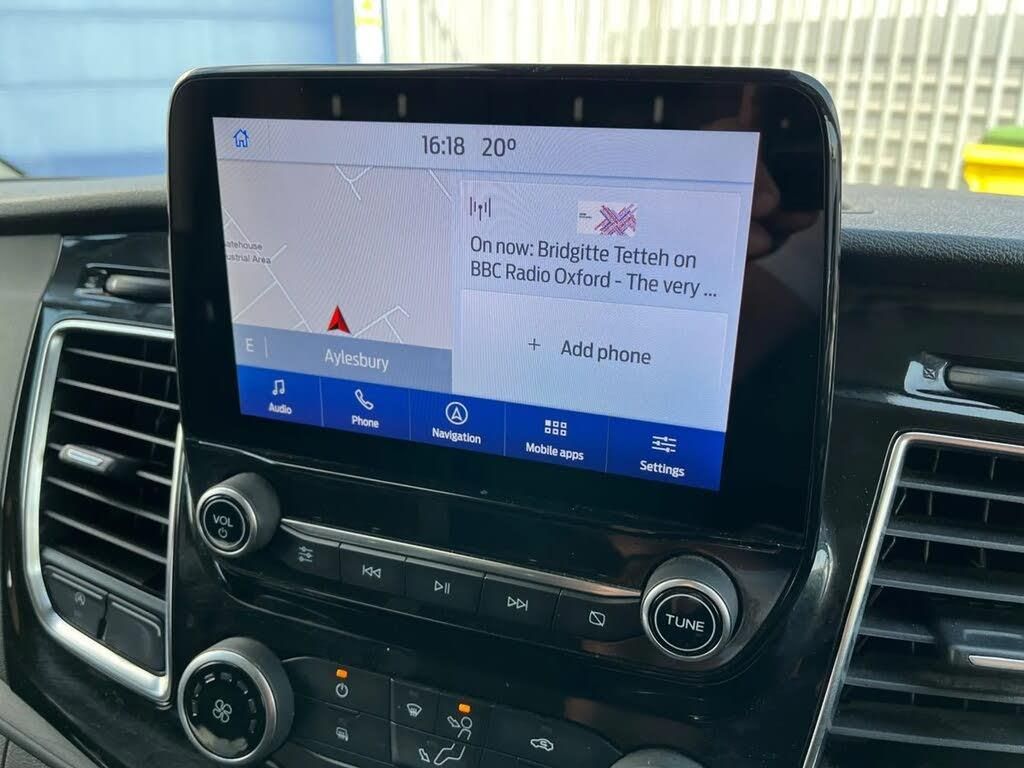 16:18 20°
atehouse
ustrial Area
On now: Bridgitte Tetteh on
BBC Radio Oxford - The very ...
+ Add phone
E
Aylesbury
Audio
Phone
Navigation
Mobile apps
Settings
VOL
TUNE